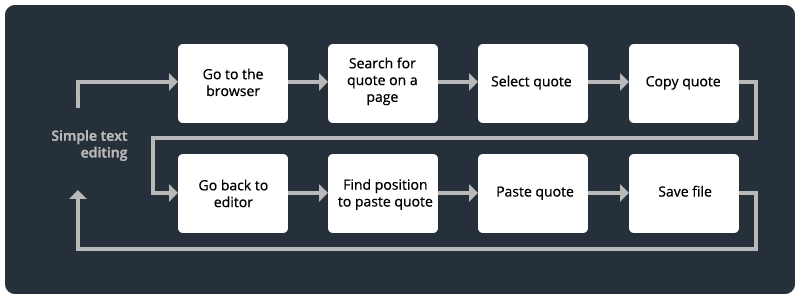 Go to the
browser
Search for
quote on a
page
Select quote
Copy quote
Simple text
editing
Go back to
editor
Find position
to paste quote
Paste quote
Save file